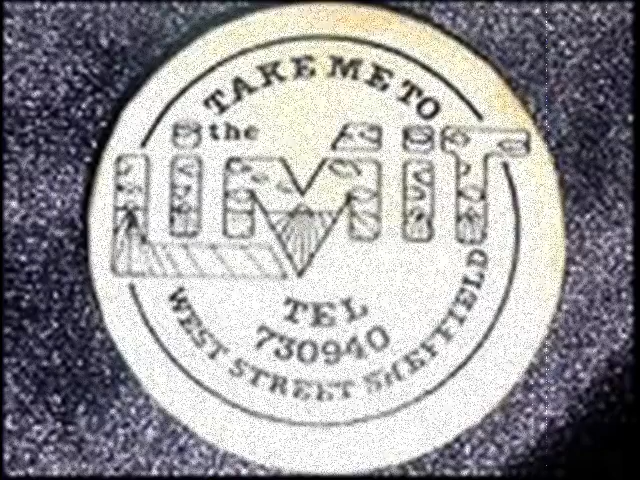 TAKE ME TO
the
LIMIT
TEL
730940
WEST STREET SHEFFIELD